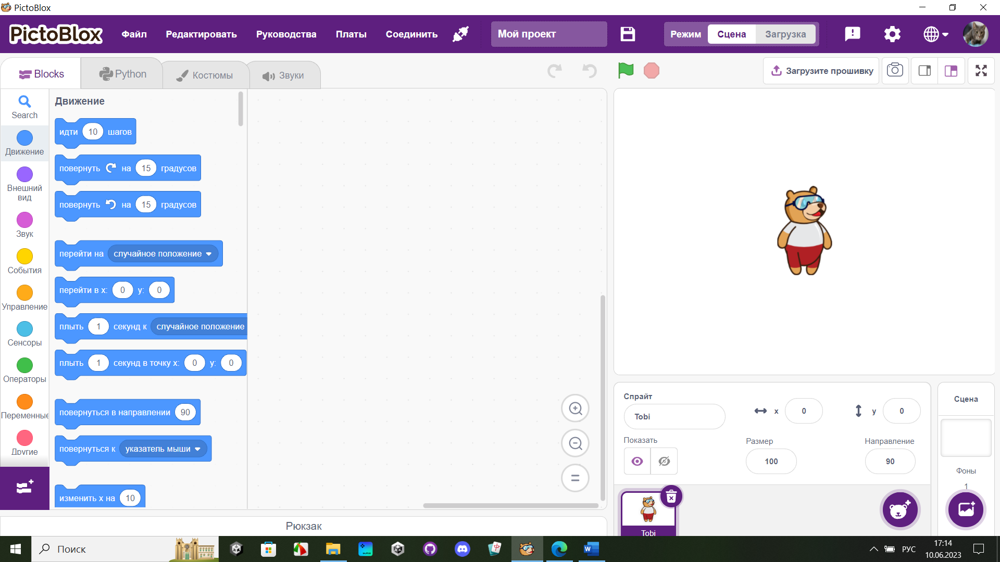 PictoBlox
PictoBlox
Файл
Редактировать
Руководства
Платы
Соединить
Мой проект
Режим
Сцена
Загрузка
Blocks
Python
Костюмы
Звуки
Загрузите прошивку
Search
Движение
Внешний
вид
Звук
События
Управление
Сенсоры
Операторы
Переменные
Другие
Движение
идти 10 шагов
повернуть на 15 градусов
повернуть на 15 градусов
перейти на случайное положение
перейти в x: 0 y: 0
плыть 1 секунд к случайное положение
плыть 1 секунд в точку x: 0 y: 0
повернуться в направлении 90
повернуться к указатель мыши
изменить x на 10
Рюкзак
Спрайт
Tobi
x 0
y 0
Показать
Размер
100
Направление
90
Tobi
Сцена
Фоны
1
Поиск
auton
W
РУС
17:14
10.06.2023